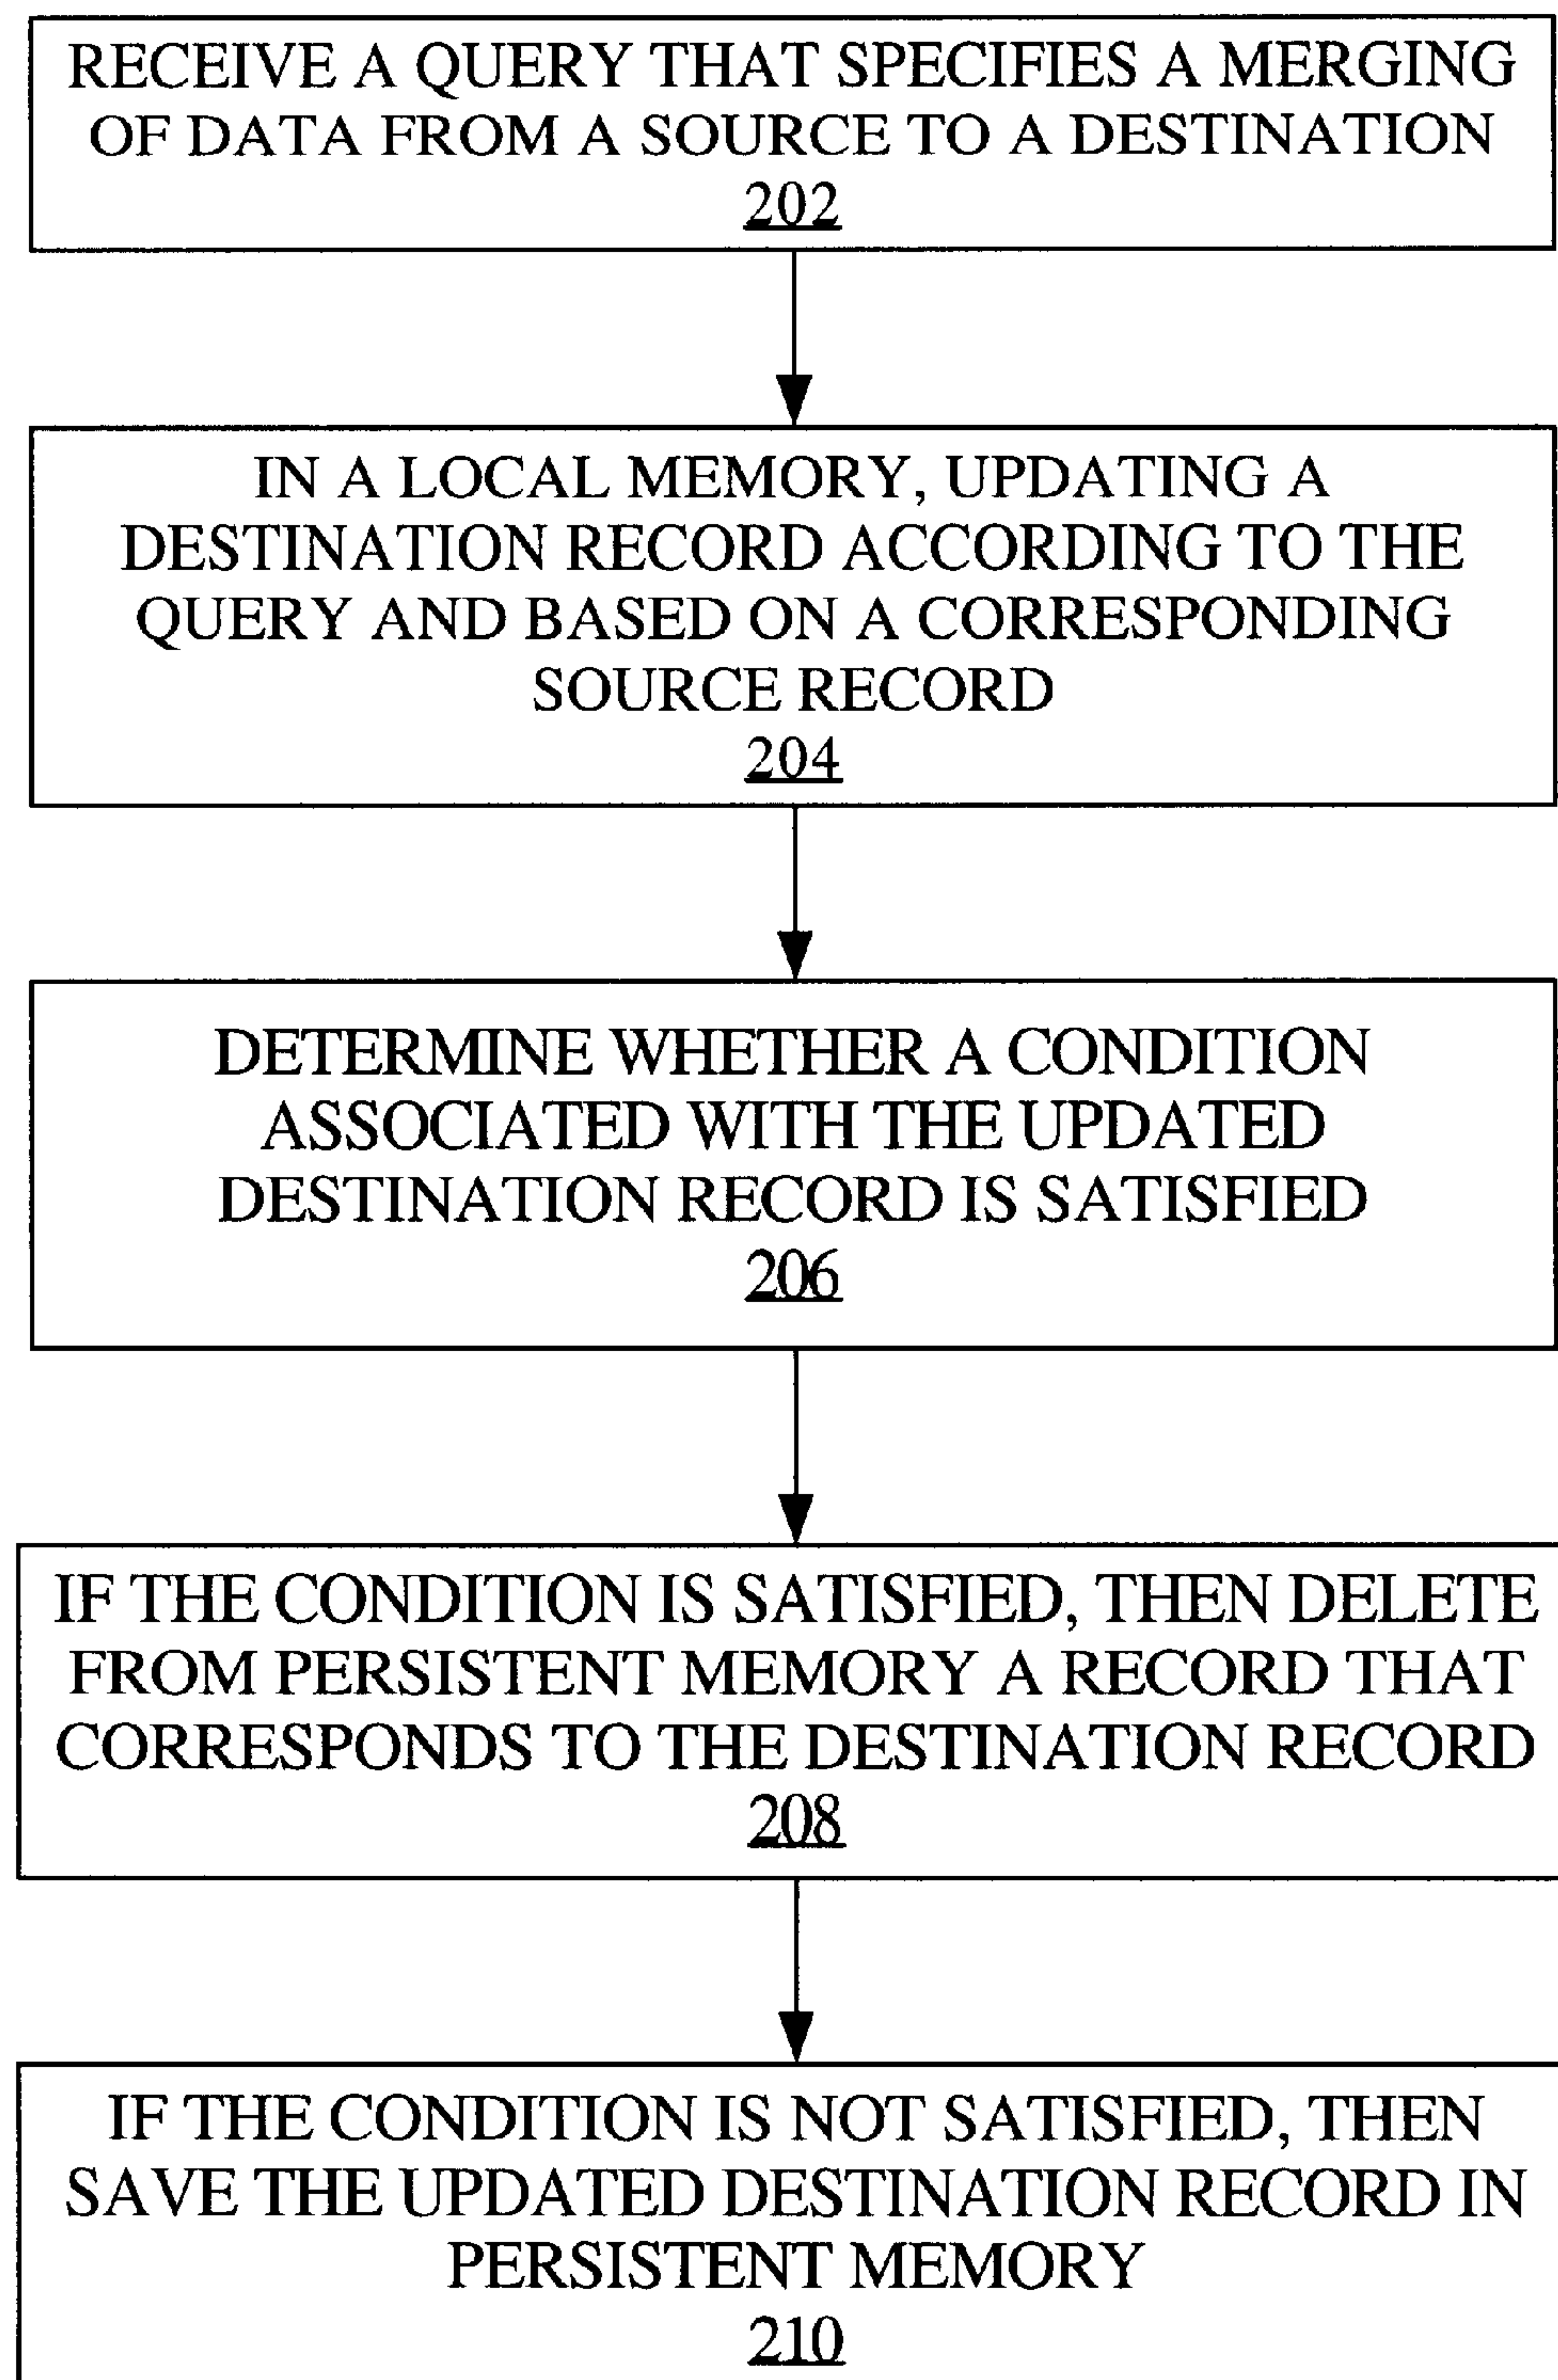 RECEIVE A QUERY THAT SPECIFIES A MERGING
OF DATA FROM A SOURCE TO A DESTINATION
202
IN A LOCAL MEMORY, UPDATING A
DESTINATION RECORD ACCORDING TO THE
QUERY AND BASED ON A CORRESPONDING
SOURCE RECORD
204
DETERMINE WHETHER A CONDITION
ASSOCIATED WITH THE UPDATED
DESTINATION RECORD IS SATISFIED
206
IF THE CONDITION IS SATISFIED, THEN DELETE
FROM PERSISTENT MEMORY A RECORD THAT
CORRESPONDS TO THE DESTINATION RECORD
208
IF THE CONDITION IS NOT SATISFIED, THEN
SAVE THE UPDATED DESTINATION RECORD IN
PERSISTENT MEMORY
210